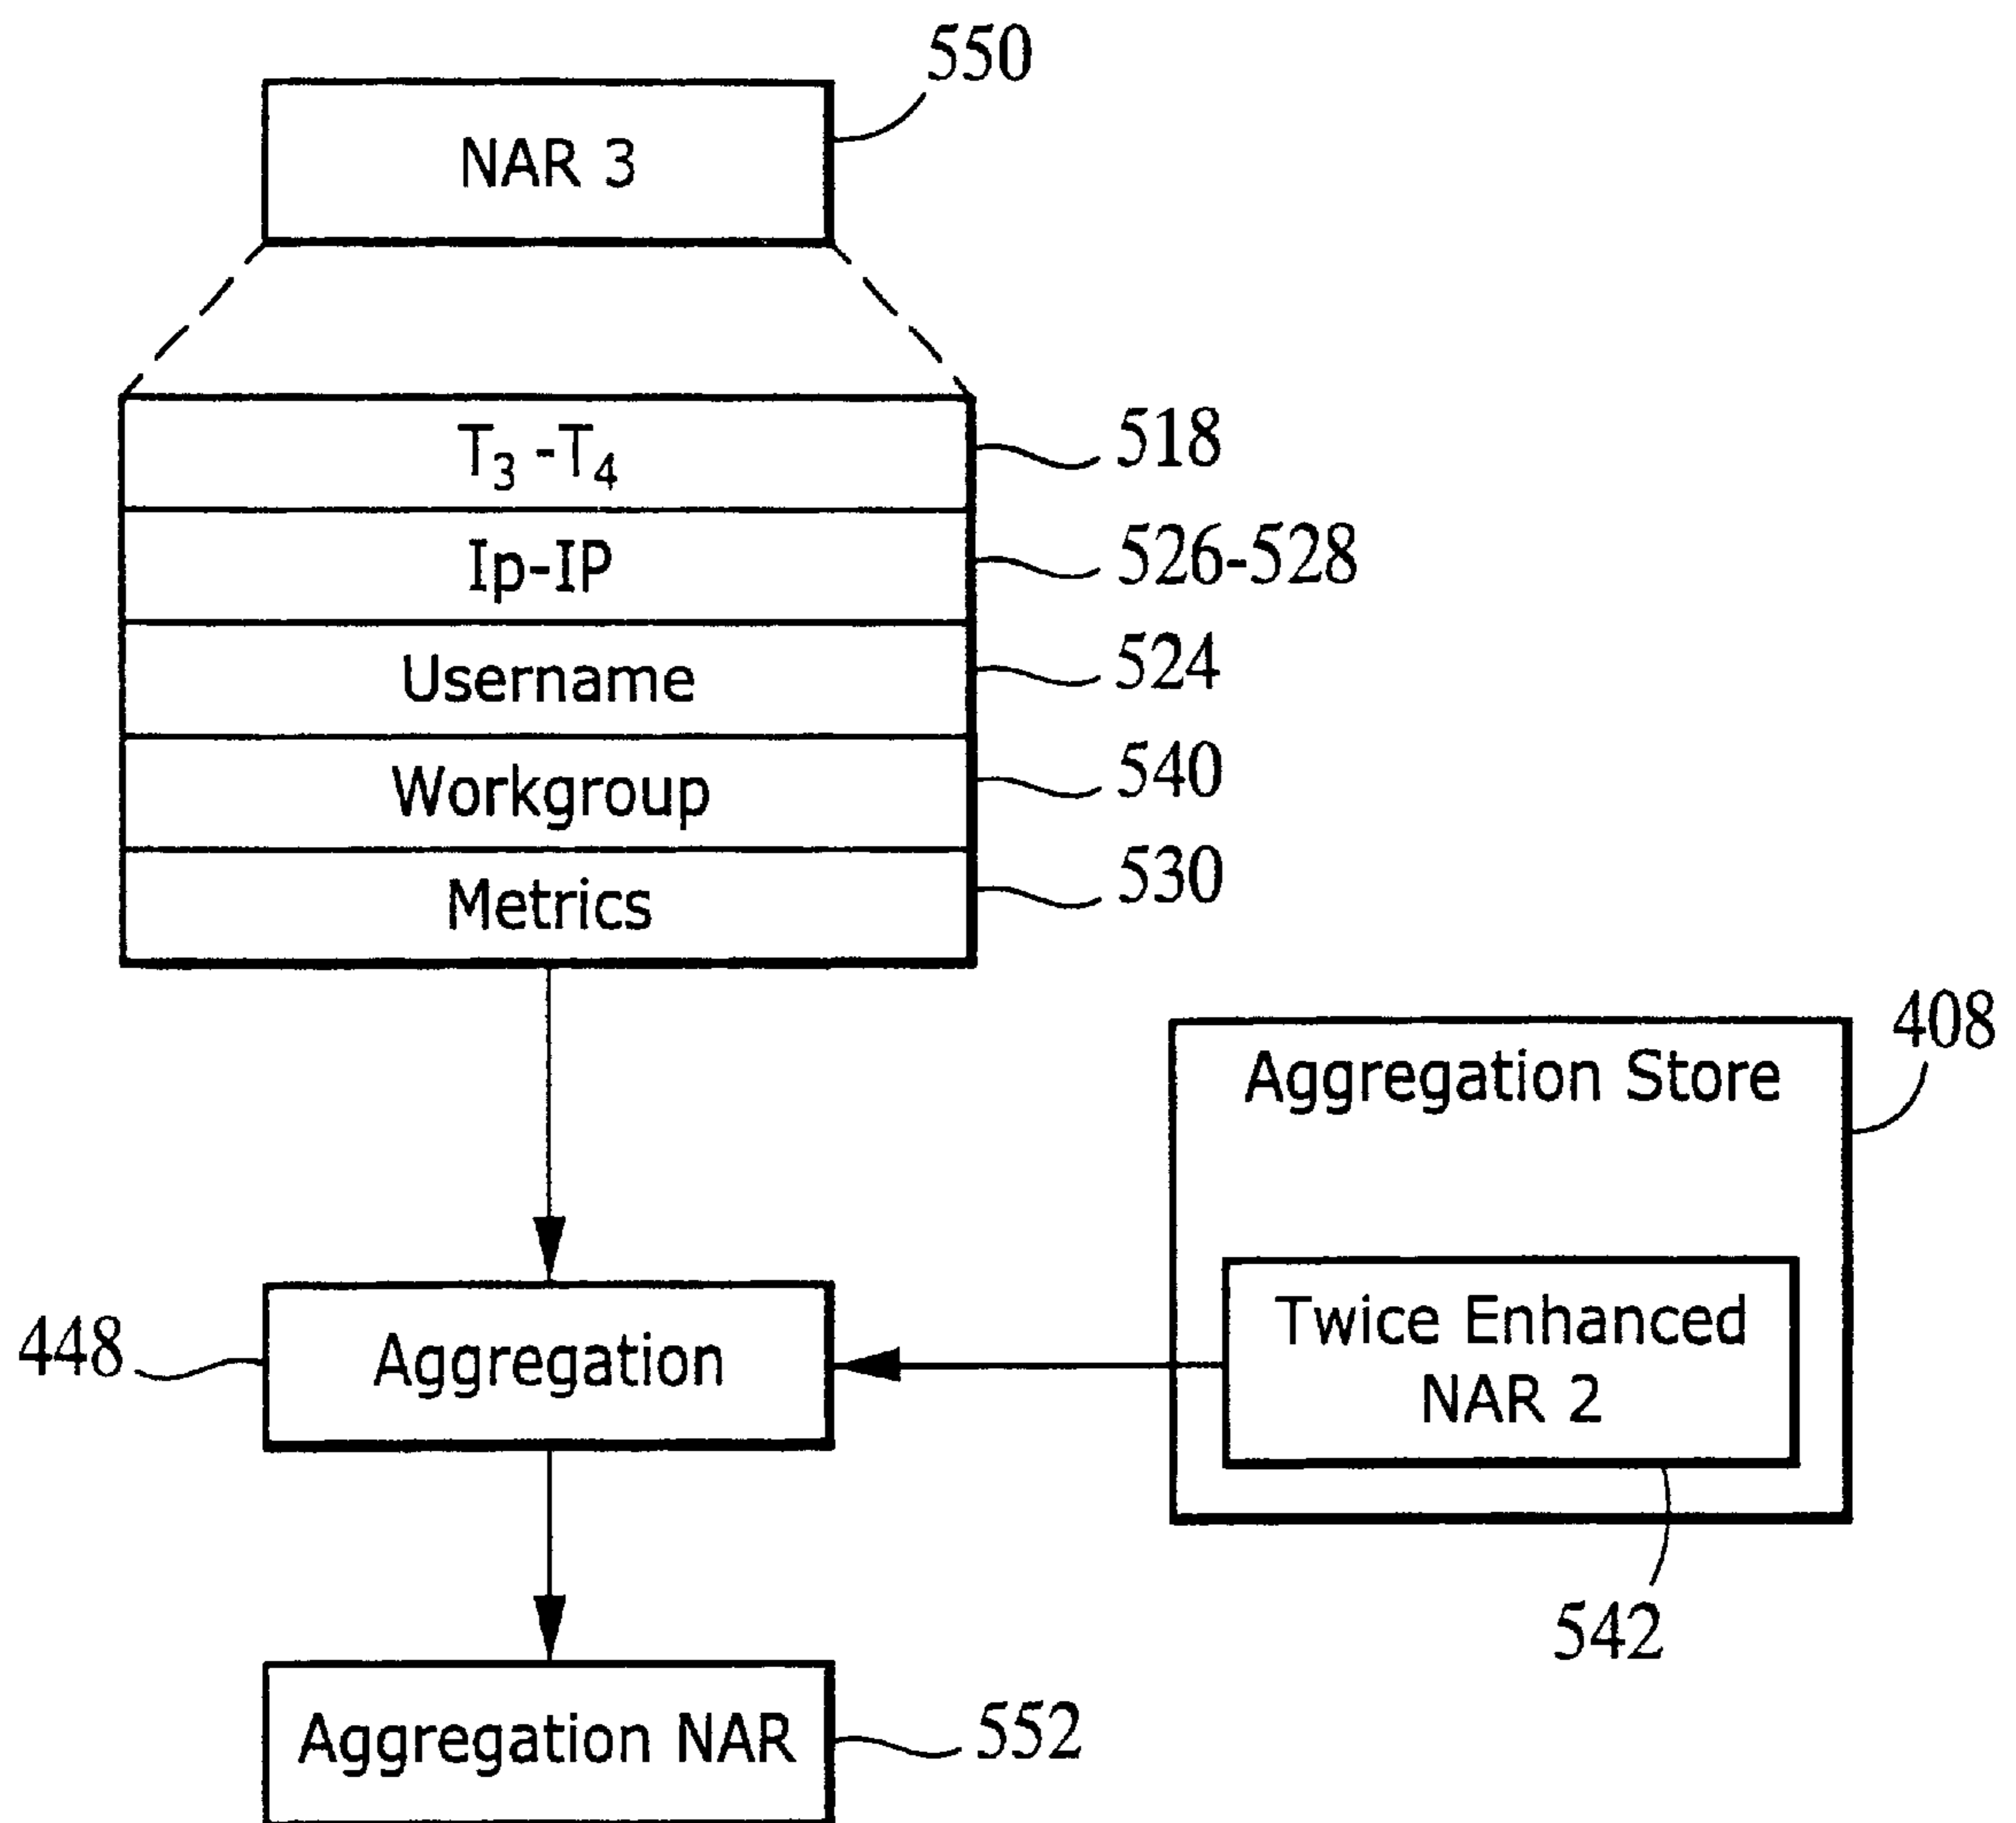 550
NAR 3
T3 -T4
518
Ip-IP
526-528
Username
524
Workgroup
540
Metrics
530
408
Aggregation Store
Twice Enhanced
NAR 2
448
Aggregation
542
Aggregation NAR
552